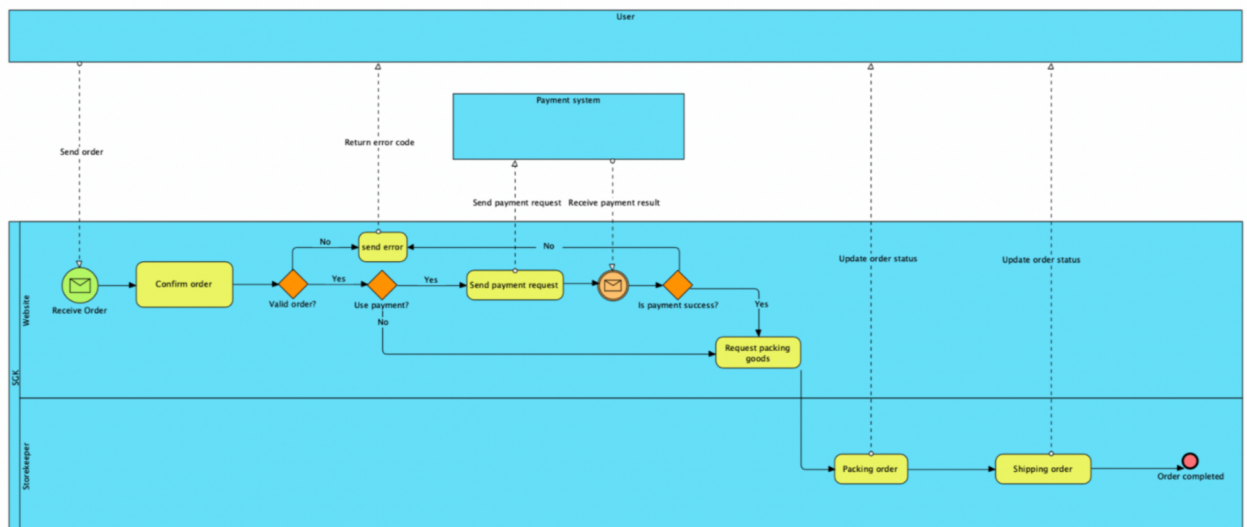 User
Payment system
Send order
Return error code
Send payment request
Receive payment result
No
send error
No
Update order status
Update order status
Confirm order
Yes
Yes
Send payment request
Receive Order
Valid order?
Use payment?
Is payment success?
Yes
No
Website
Request packing
goods
SGK
Storekeeper
Packing order
Shipping order
Order completed